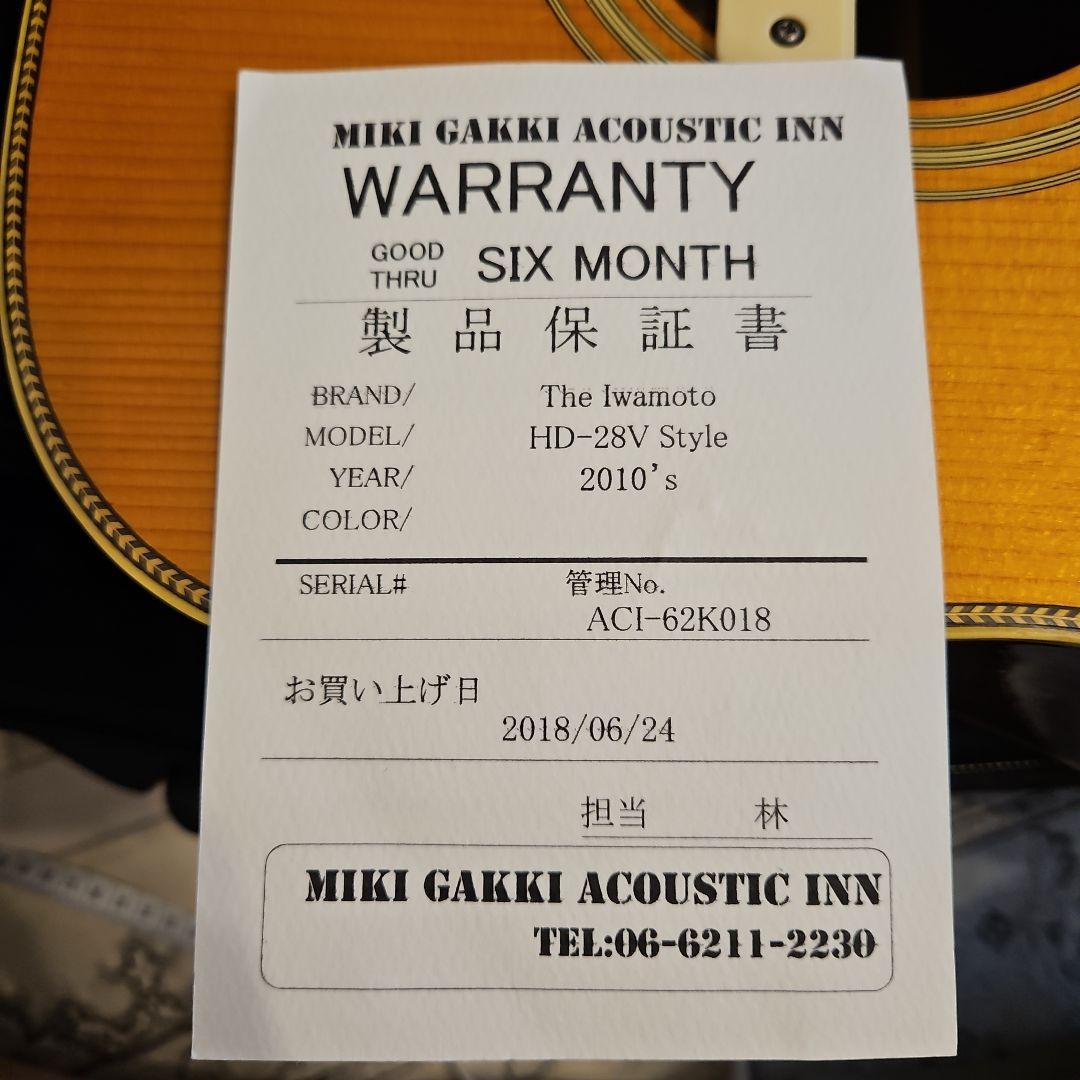 MIKI GAKKI ACOUSTIC INN
WARRANTY
GOOD THRU SIX MONTH
製品保証書
BRAND/ The Iwamoto
MODEL/ HD-28V Style
YEAR/ 2010's
COLOR/
SERIAL# 管理No.
ACI-62K018
お買い上げ日
2018/06/24
担当 林
MIKI GAKKI ACOUSTIC INN
TEL:06-6211-2230